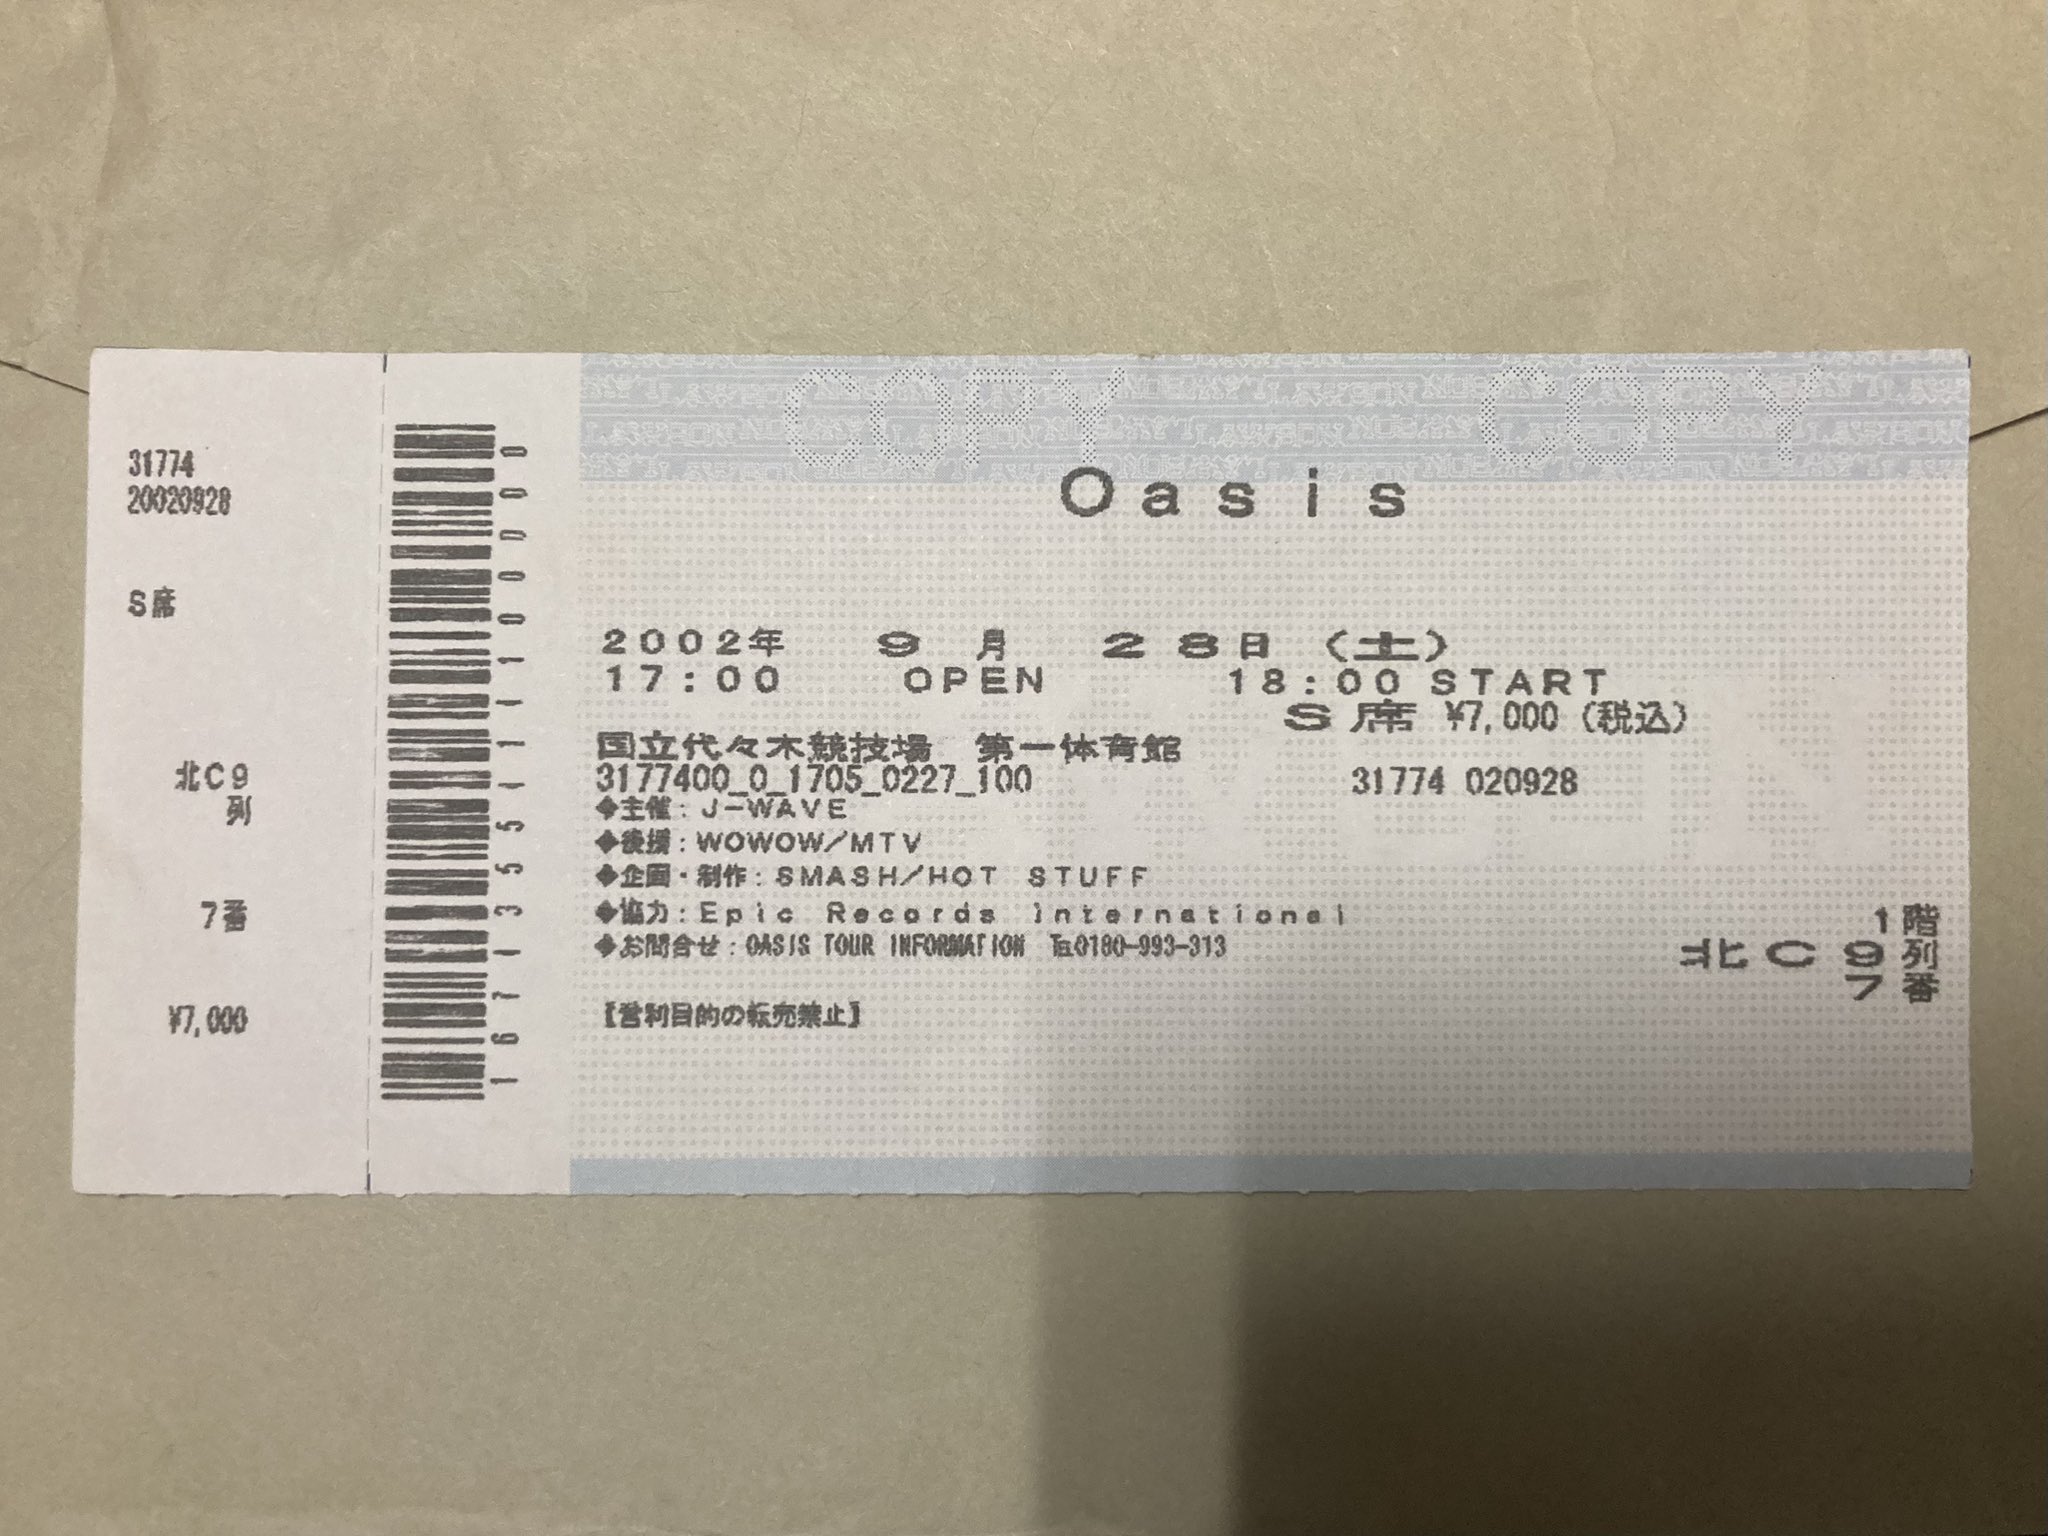 31774
20020928
S席
北C9
列
7番
¥7,000
0000011115531761
COPY COPY
Oasis
2002年 9月 28日（土）
17:00 OPEN 18:00 START
S席 ¥7,000（税込）
国立代々木競技場 第一体育館
3177400_0_1705_0227_100 31774 020928
◆主催：J-WAVE
◆後援：WOWOW/MTV
◆企画・制作：SMASH/HOT STUFF
◆協力：Epic Records International
◆お問合せ：OASIS TOUR INFORMATION ℡0180-993-313
1階
北C 9列
7番
【営利目的の転売禁止】